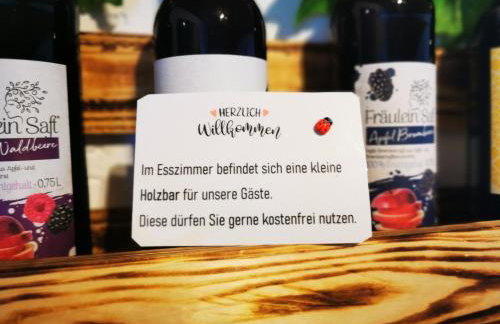 HERZLICH
Willkommen
Im Esszimmer befindet sich eine kleine
Holzbar für unsere Gäste.
Diese dürfen Sie gerne kostenfrei nutzen.
ein Saft
Waldbeere
0,75 L
Fräulein Saft
Apfel Brombeere